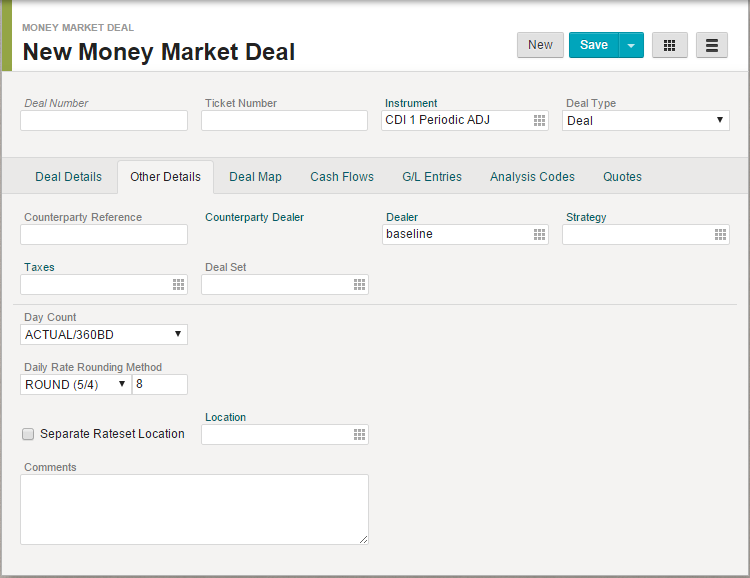 MONEY MARKET DEAL
New Money Market Deal
New Save
Deal Number Ticket Number Instrument Deal Type
CDI 1 Periodic ADJ Deal
Deal Details Other Details Deal Map Cash Flows G/L Entries Analysis Codes Quotes
Counterparty Reference Counterparty Dealer Dealer Strategy
baseline
Taxes Deal Set
Day Count
ACTUAL/360BD
Daily Rate Rounding Method
ROUND (5/4) 8
Location
Separate Rateset Location
Comments